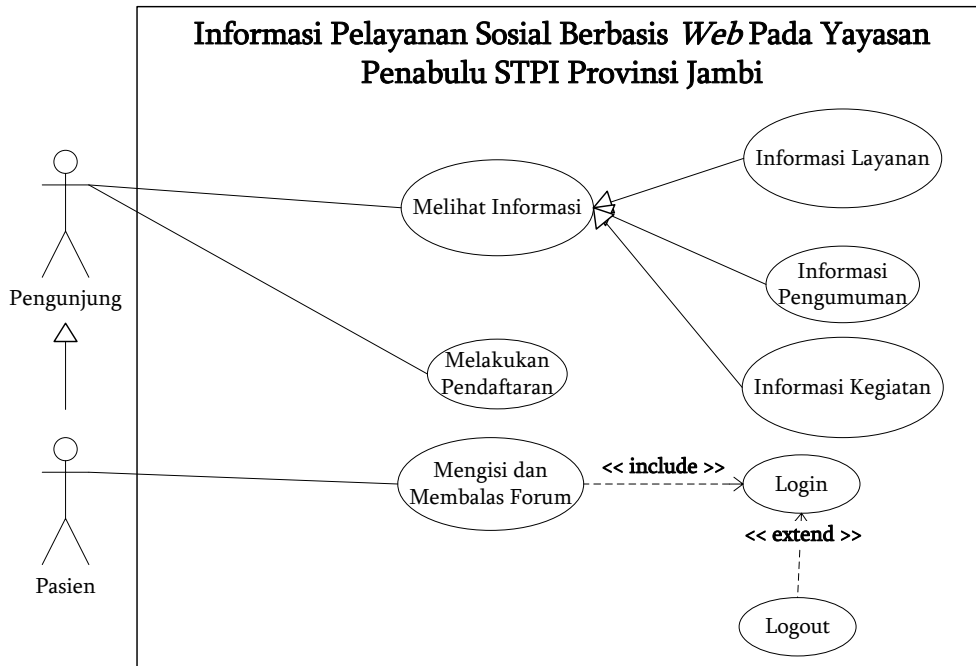 Informasi Pelayanan Sosial Berbasis Web Pada Yayasan
Penabulu STPI Provinsi Jambi
Informasi Layanan
Melihat Informasi
Informasi
Pengumuman
Pengunjung
Melakukan
Pendaftaran
Informasi Kegiatan
Mengisi dan
Membalas Forum
<< include >>
Login
<< extend >>
Pasien
Logout